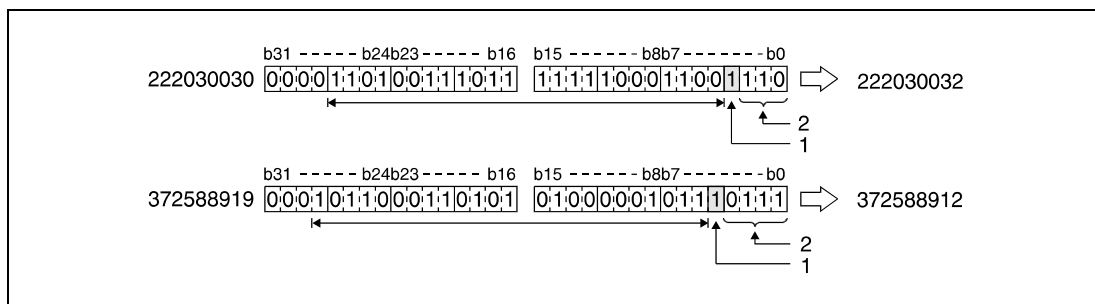 b31 ------ b24b23 ------ b16 b15 ------ b8b7 ------ b0
222030030 0000110100111011 1111100011001110 222030032
2
1
b31 ------ b24b23 ------ b16 b15 ------ b8b7 ------ b0
372588919 0001011000110101 0100000101110111 372588912
2
1